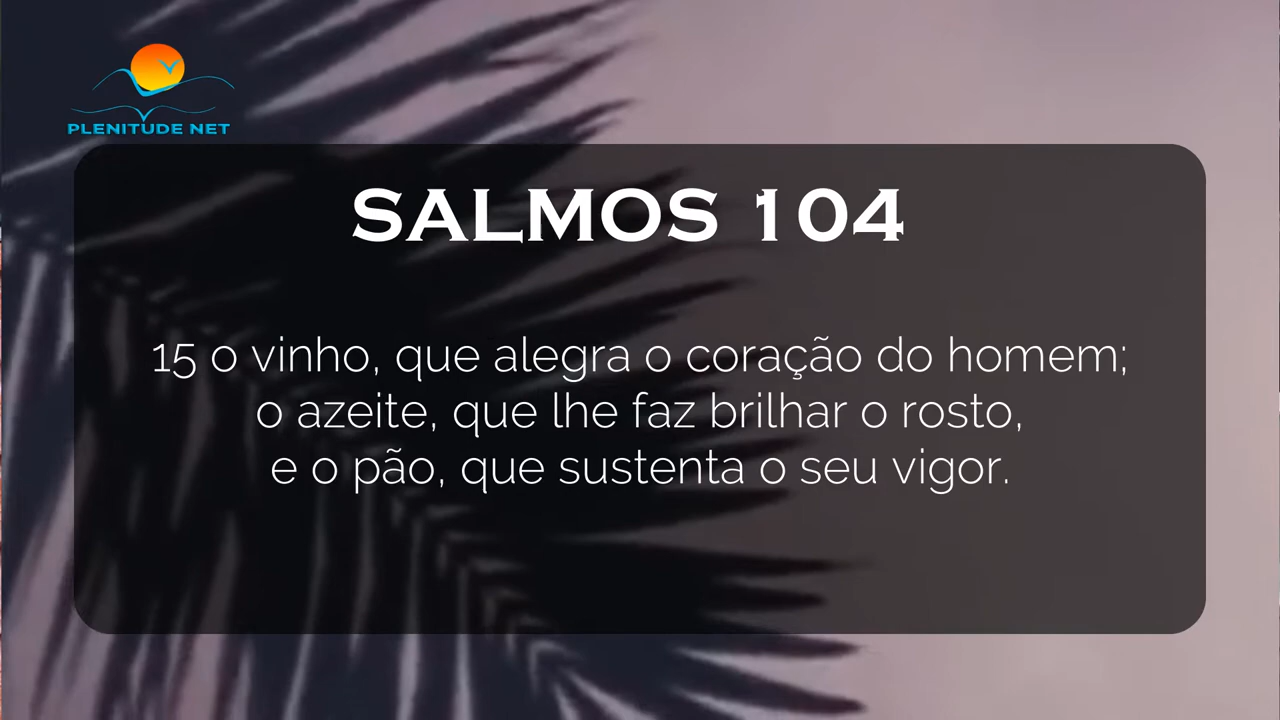 PLENITUDE NET
SALMOS 104
15 o vinho, que alegra o coração do homem;
o azeite, que lhe faz brilhar o rosto,
e o pão, que sustenta o seu vigor.